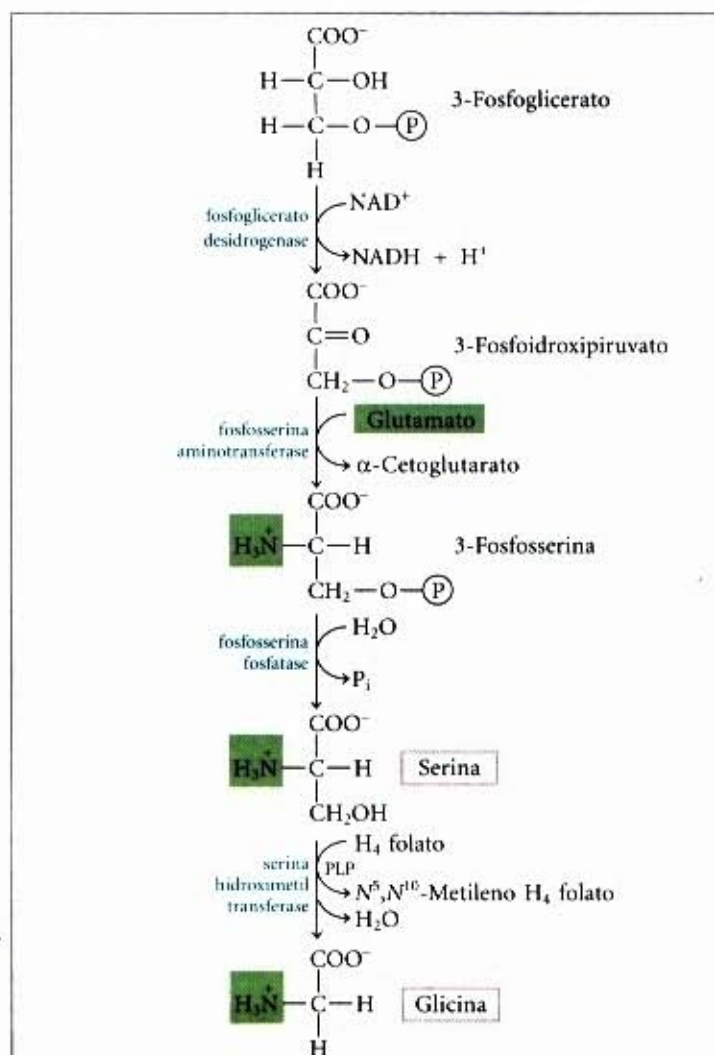 COO⁻
H—C—OH
3-Fosfoglicerato
H—C—O—P
H
fosfoglicerato
desidrogenase
NAD⁺
NADH + H⁺
COO⁻
C=O
3-Fosfoidroxipiruvato
CH₂—O—P
fosfosserina
aminotransferase
Glutamato
α-Cetoglutarato
COO⁻
H₃N⁺—C—H
3-Fosfosserina
CH₂—O—P
fosfosserina
fosfatase
H₂O
Pᵢ
COO⁻
H₃N⁺—C—H
Serina
CH₂OH
serina
hidroximetil
transferase
H₄ folato
PLP
N⁵,N¹⁰-Metileno H₄ folato
H₂O
COO⁻
H₃N⁺—C—H
Glicina
H